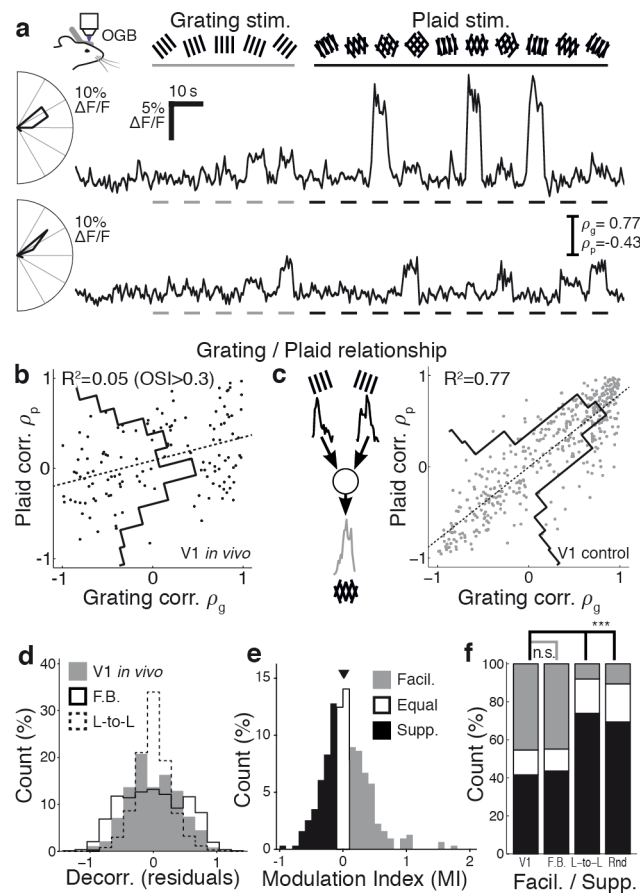 a
OGB
Grating stim.
Plaid stim.
10%
ΔF/F
5%
ΔF/F
10 s
10%
ΔF/F
ρg= 0.77
ρp=-0.43
Grating / Plaid relationship
b
R²=0.05 (OSI>0.3)
1
0
-1
Plaid corr. ρp
V1 in vivo
-1
0
1
Grating corr. ρg
c
R²=0.77
1
0
-1
Plaid corr. ρp
V1 control
-1
0
1
Grating corr. ρg
d
V1 in vivo
F.B.
L-to-L
40
30
20
10
0
Count (%)
-1
0
1
Decorr. (residuals)
e
Facil.
Equal
Supp.
15
10
5
0
Count (%)
-1
0
1
2
Modulation Index (MI)
f
***
n.s.
100
80
60
40
20
0
Count (%)
V1
F.B.
L-to-L
Rnd
Facil. / Supp.